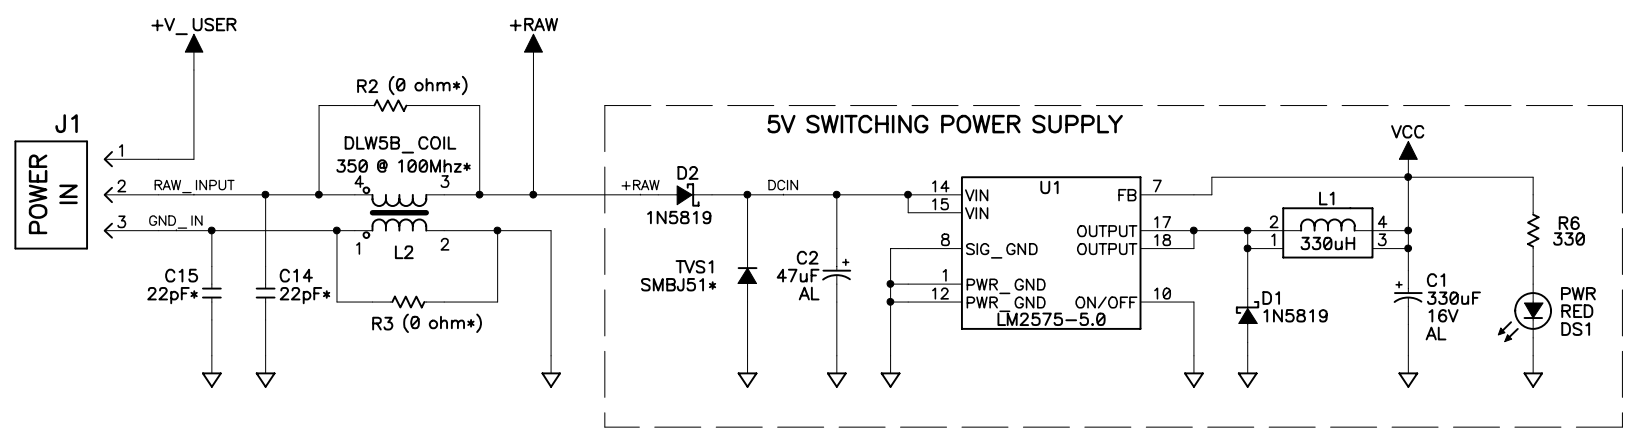 +V_USER
+RAW
R2 (0 ohm*)
J1
POWER
IN
DLW5B_COIL
350 @ 100Mhz*
1
2
3
RAW_INPUT
GND_IN
4
3
1
2
L2
C15
22pF*
C14
22pF*
R3 (0 ohm*)
5V SWITCHING POWER SUPPLY
+RAW
D2
1N5819
DCIN
TVS1
SMBJ51*
C2
47uF
AL
+
U1
14 VIN
15 VIN
8 SIG_GND
1 PWR_GND
12 PWR_GND
FB 7
OUTPUT 17
OUTPUT 18
ON/OFF 10
LM2575-5.0
L1
2
1
330uH
4
3
D1
1N5819
VCC
+
C1
330uF
16V
AL
R6
330
PWR
RED
DS1